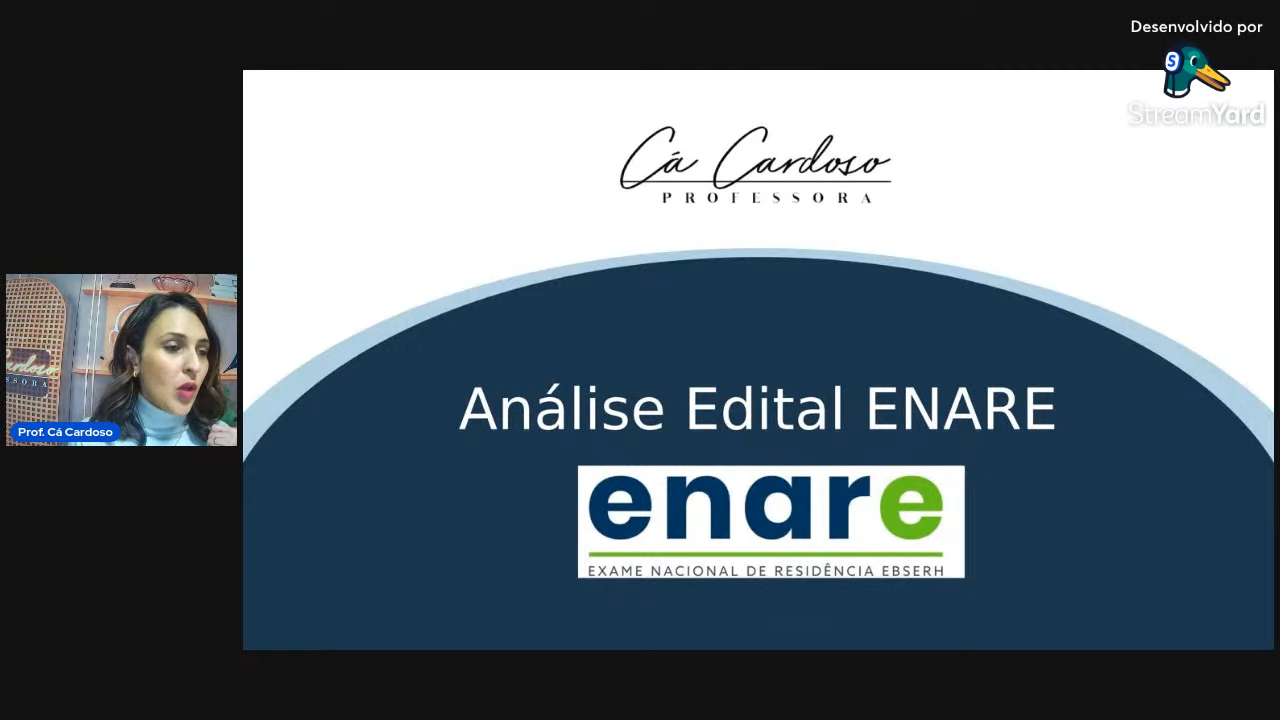 Desenvolvido por
StreamYard
Cá Cardoso
PROFESSORA
Análise Edital ENARE
enare
EXAME NACIONAL DE RESIDÊNCIA EBSERH
Prof. Cá Cardoso